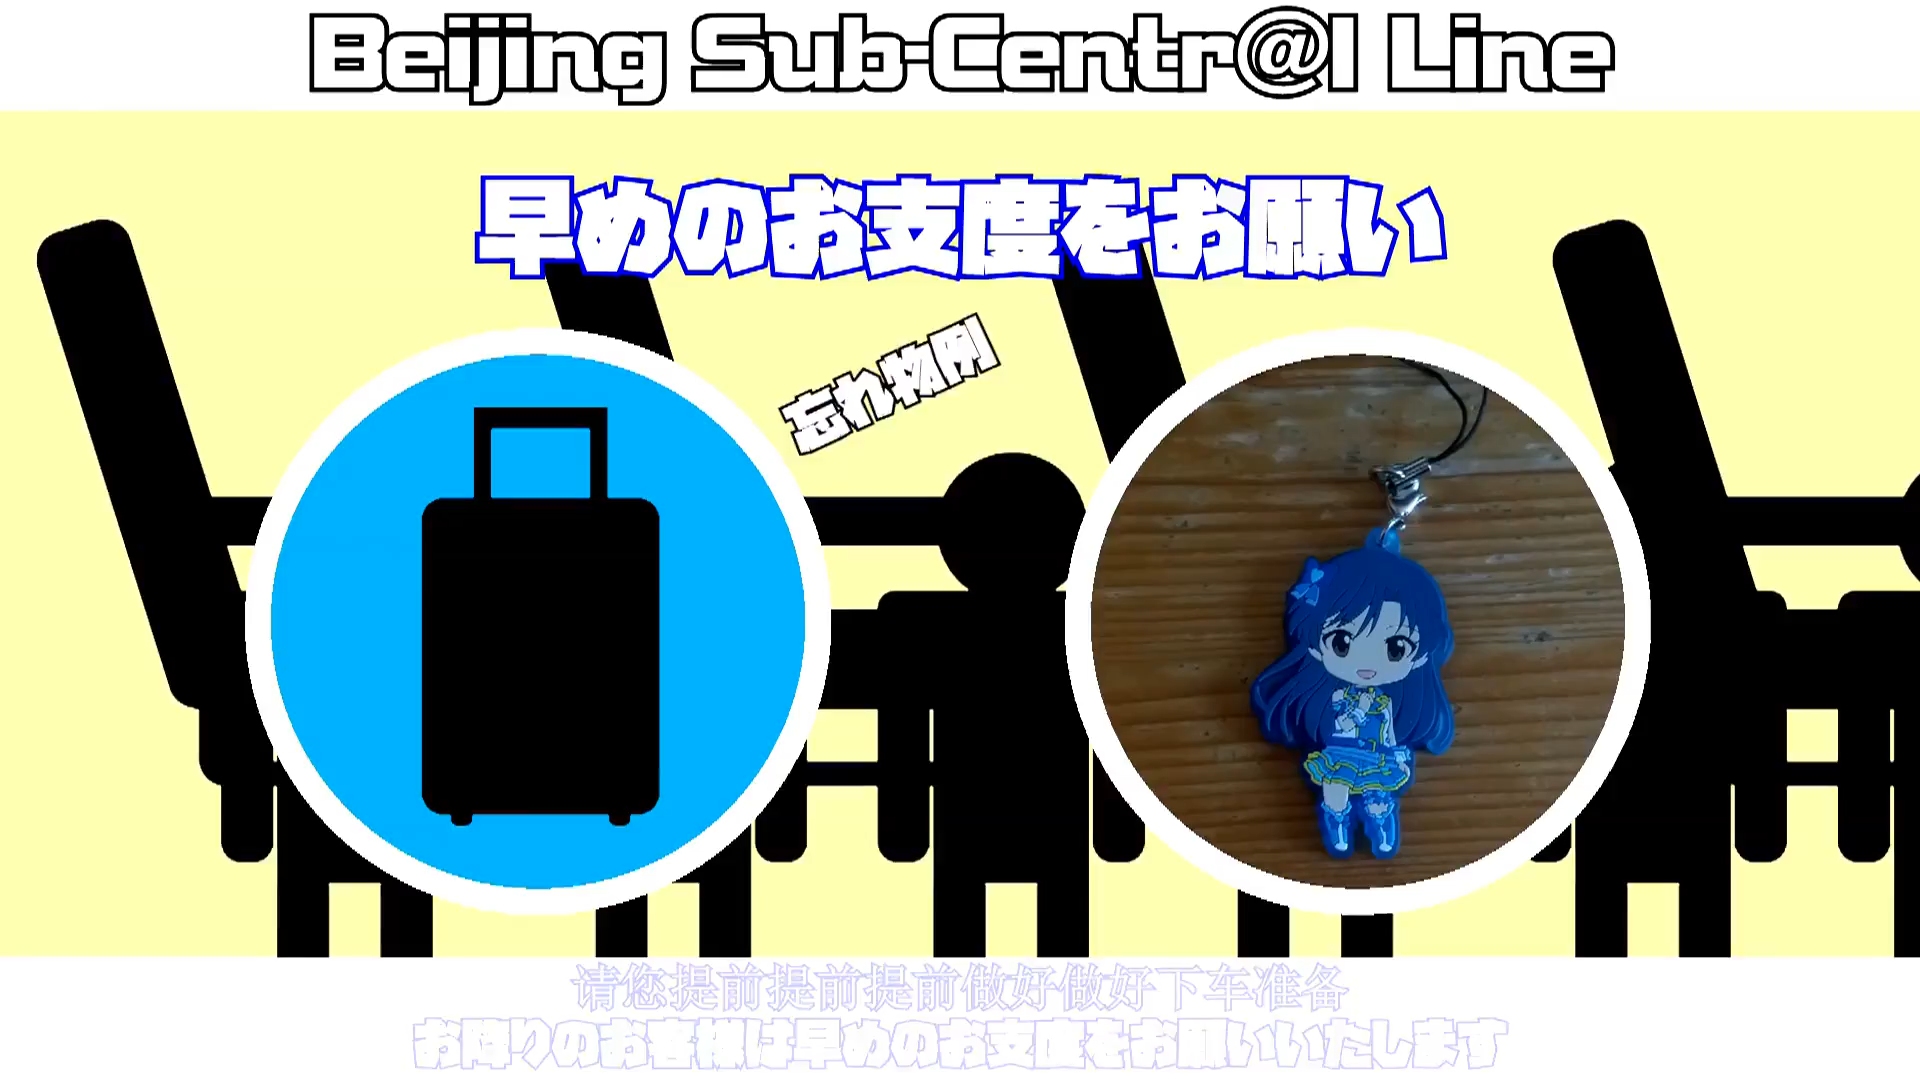 Beijing Sub-Centr@l Line
早めのお支度をお願い
忘れ物例
请您提前提前提前做好做好下车准备
お降りのお客様は早めのお支度をお願いいたします